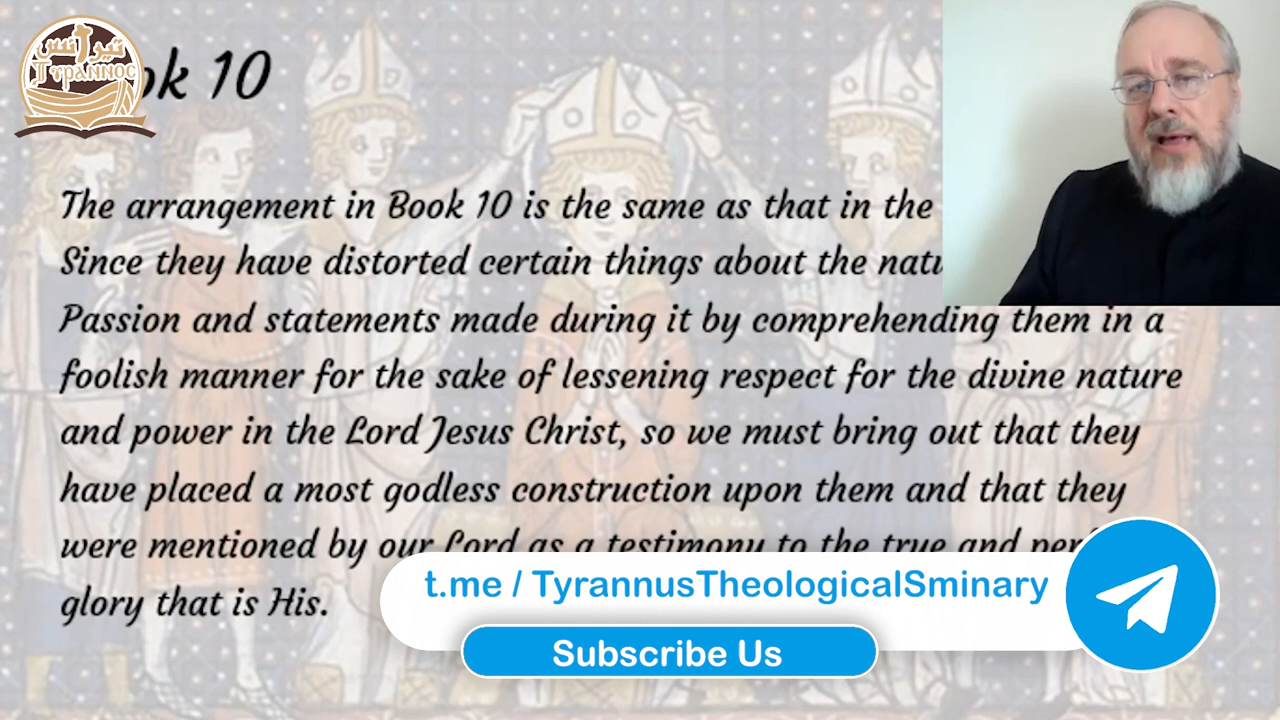 تيرانس
Τγραννος
ok 10
The arrangement in Book 10 is the same as that in the
Since they have distorted certain things about the natu
Passion and statements made during it by comprehending them in a
foolish manner for the sake of lessening respect for the divine nature
and power in the Lord Jesus Christ, so we must bring out that they
have placed a most godless construction upon them and that they
were mentioned by our Lord as a testimony to the true and per
glory that is His.
t.me / TyrannusTheologicalSminary
Subscribe Us